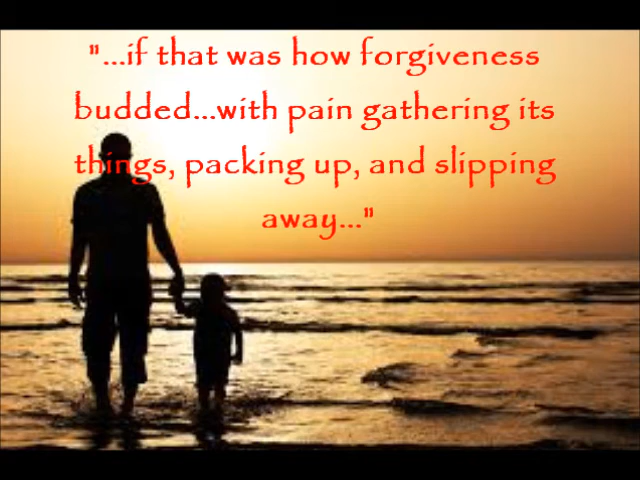 "...if that was how forgiveness
budded...with pain gathering its
things, packing up, and slipping
away..."